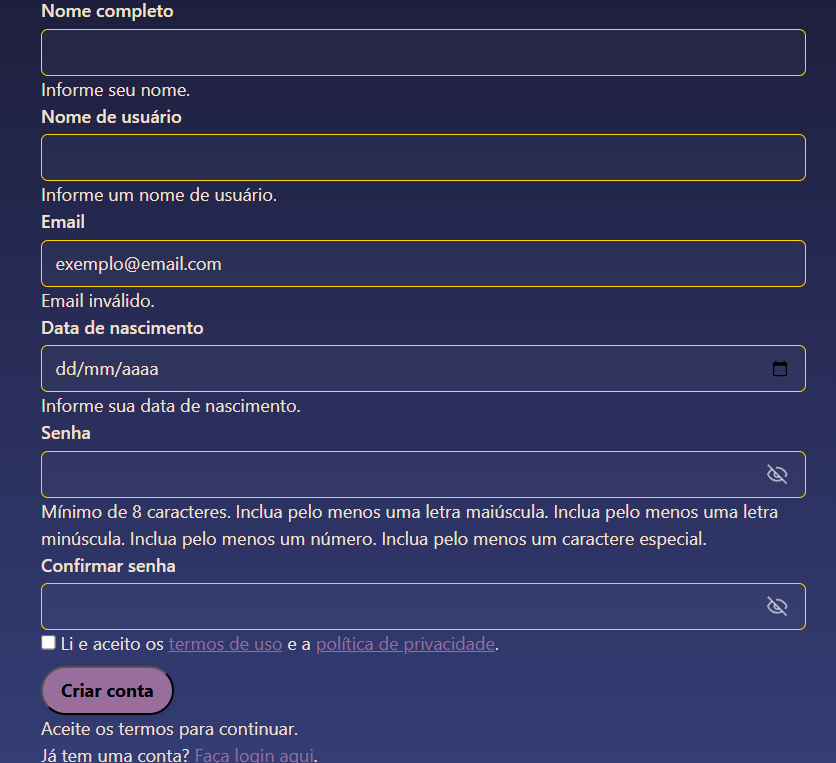 Nome completo
Informe seu nome.
Nome de usuário
Informe um nome de usuário.
Email
exemplo@email.com
Email inválido.
Data de nascimento
dd/mm/aaaa
Informe sua data de nascimento.
Senha
Mínimo de 8 caracteres. Inclua pelo menos uma letra maiúscula. Inclua pelo menos uma letra
minúscula. Inclua pelo menos um número. Inclua pelo menos um caractere especial.
Confirmar senha
Li e aceito os termos de uso e a política de privacidade.
Criar conta
Aceite os termos para continuar.
Já tem uma conta? Faça login aqui.